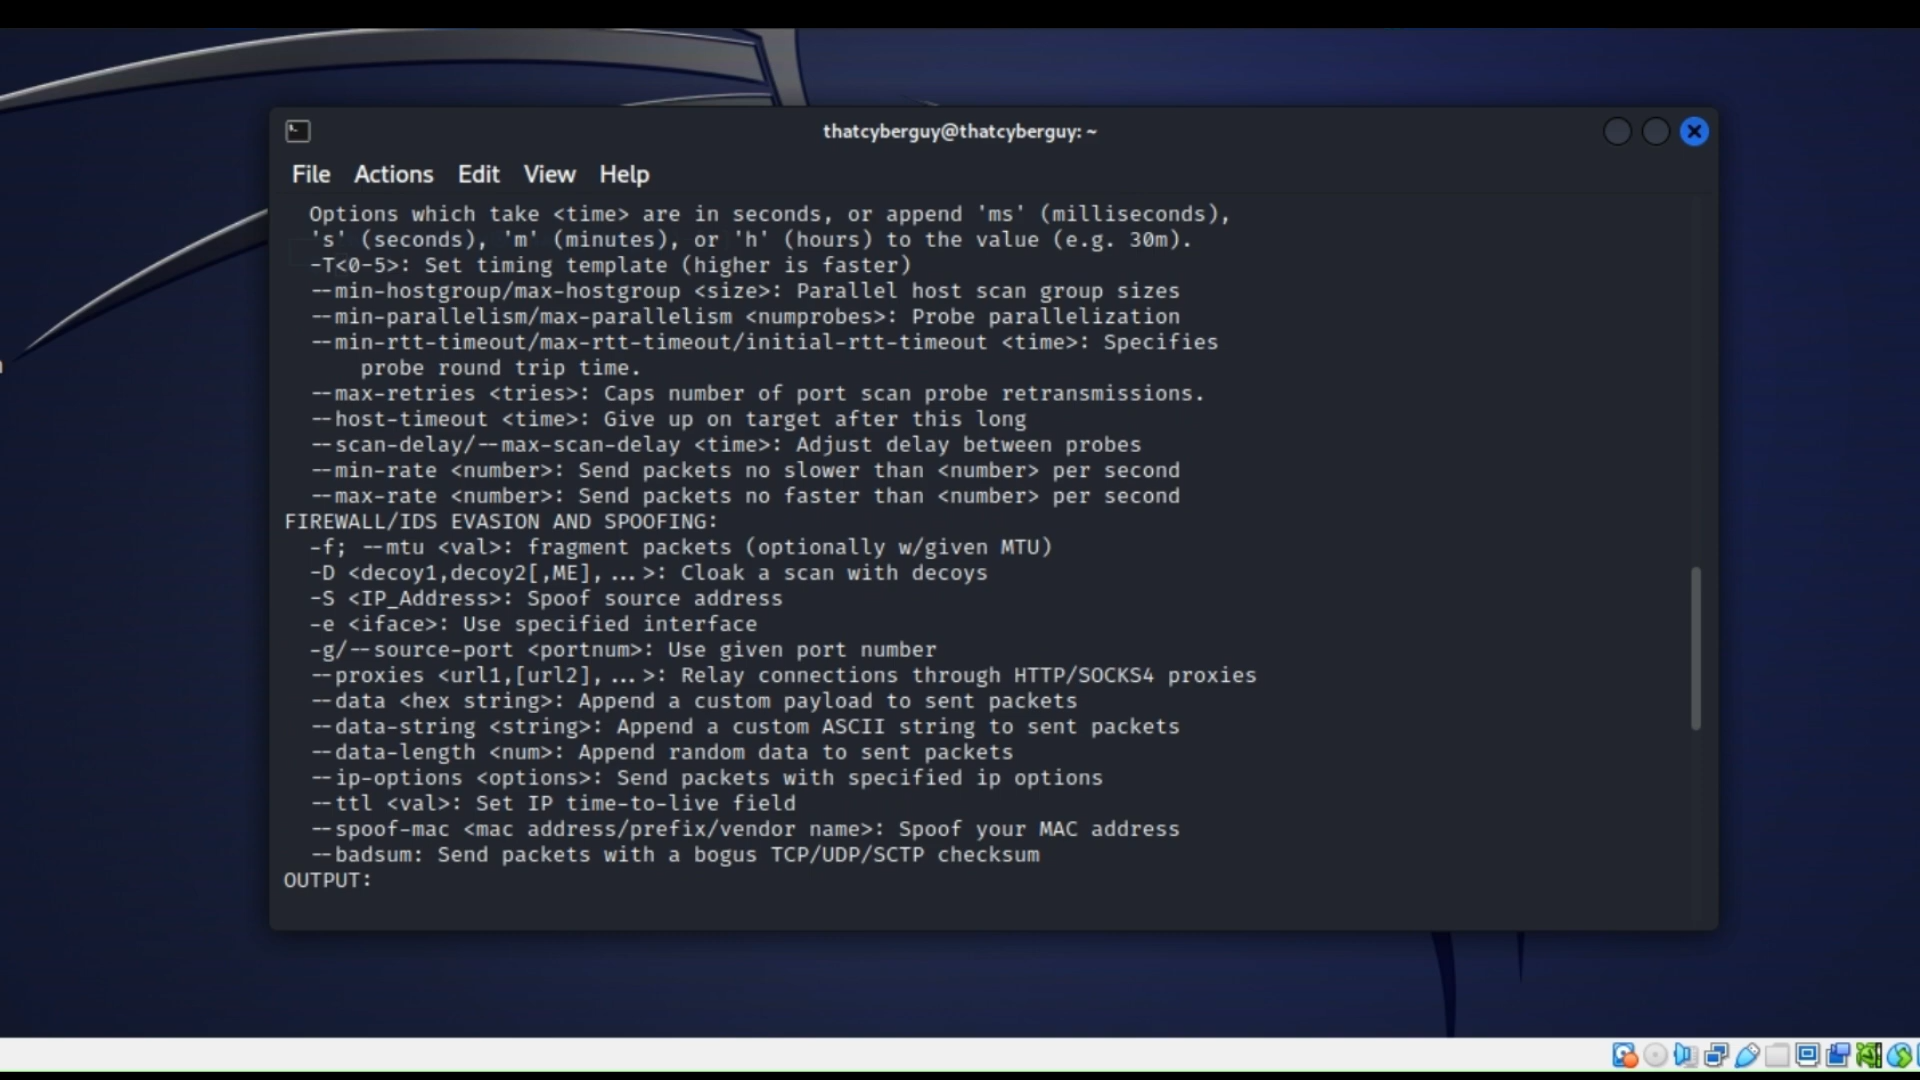 thatcyberguy@thatcyberguy: ~
File Actions Edit View Help
Options which take <time> are in seconds, or append 'ms' (milliseconds),
's' (seconds), 'm' (minutes), or 'h' (hours) to the value (e.g. 30m).
-T<0-5>: Set timing template (higher is faster)
--min-hostgroup/max-hostgroup <size>: Parallel host scan group sizes
--min-parallelism/max-parallelism <numprobes>: Probe parallelization
--min-rtt-timeout/max-rtt-timeout/initial-rtt-timeout <time>: Specifies
probe round trip time.
--max-retries <tries>: Caps number of port scan probe retransmissions.
--host-timeout <time>: Give up on target after this long
--scan-delay/--max-scan-delay <time>: Adjust delay between probes
--min-rate <number>: Send packets no slower than <number> per second
--max-rate <number>: Send packets no faster than <number> per second
FIREWALL/IDS EVASION AND SPOOFING:
-f; --mtu <val>: fragment packets (optionally w/given MTU)
-D <decoy1,decoy2[,ME],...>: Cloak a scan with decoys
-S <IP_Address>: Spoof source address
-e <iface>: Use specified interface
-g/--source-port <portnum>: Use given port number
--proxies <url1,[url2],...>: Relay connections through HTTP/SOCKS4 proxies
--data <hex string>: Append a custom payload to sent packets
--data-string <string>: Append a custom ASCII string to sent packets
--data-length <num>: Append random data to sent packets
--ip-options <options>: Send packets with specified ip options
--ttl <val>: Set IP time-to-live field
--spoof-mac <mac address/prefix/vendor name>: Spoof your MAC address
--badsum: Send packets with a bogus TCP/UDP/SCTP checksum
OUTPUT: